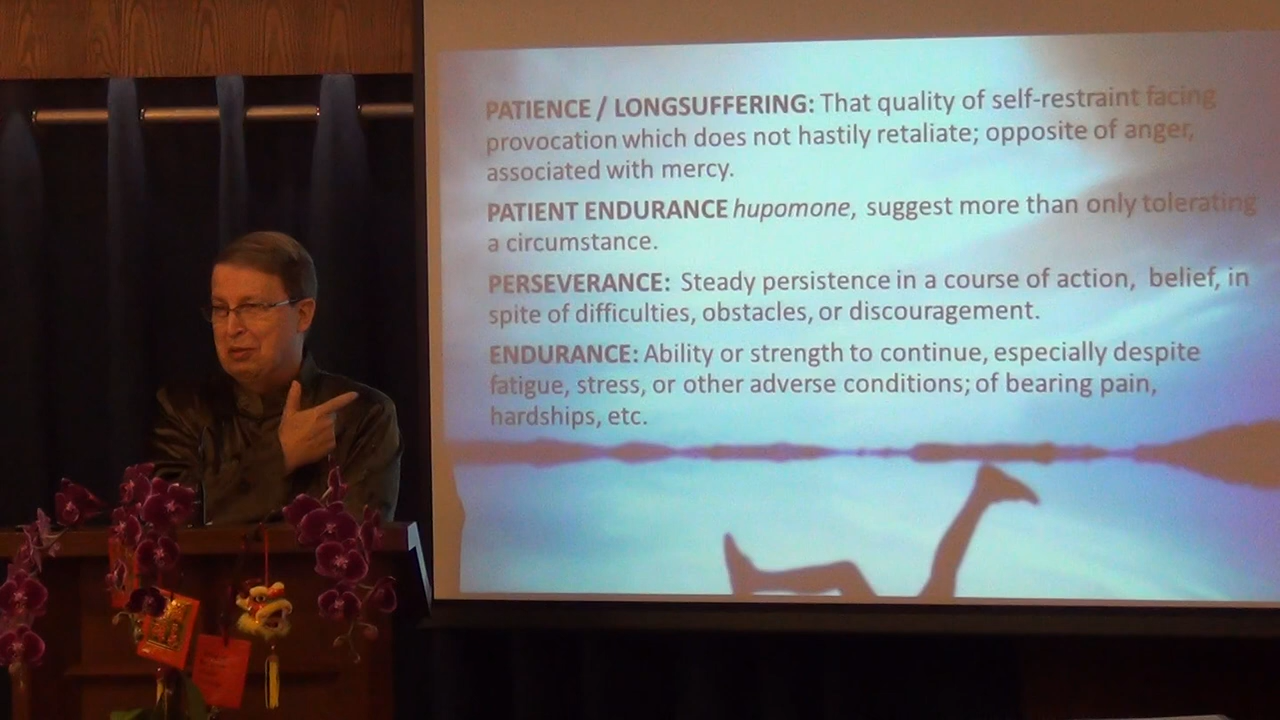 PATIENCE / LONGSUFFERING: That quality of self-restraint facing
provocation which does not hastily retaliate; opposite of anger,
associated with mercy.
PATIENT ENDURANCE hupomone, suggest more than only tolerating
a circumstance.
PERSEVERANCE: Steady persistence in a course of action, belief, in
spite of difficulties, obstacles, or discouragement.
ENDURANCE: Ability or strength to continue, especially despite
fatigue, stress, or other adverse conditions; of bearing pain,
hardships, etc.